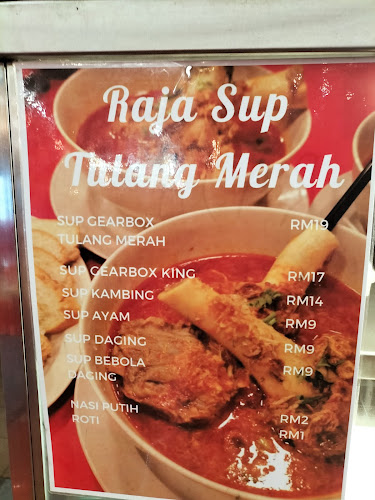 Raja Sup
Tulang Merah
SUP GEARBOX TULANG MERAH RM19
SUP GEARBOX KING RM17
SUP KAMBING RM14
SUP AYAM RM9
SUP DAGING RM9
SUP BEBOLA DAGING RM9
NASI PUTIH RM2
ROTI RM1